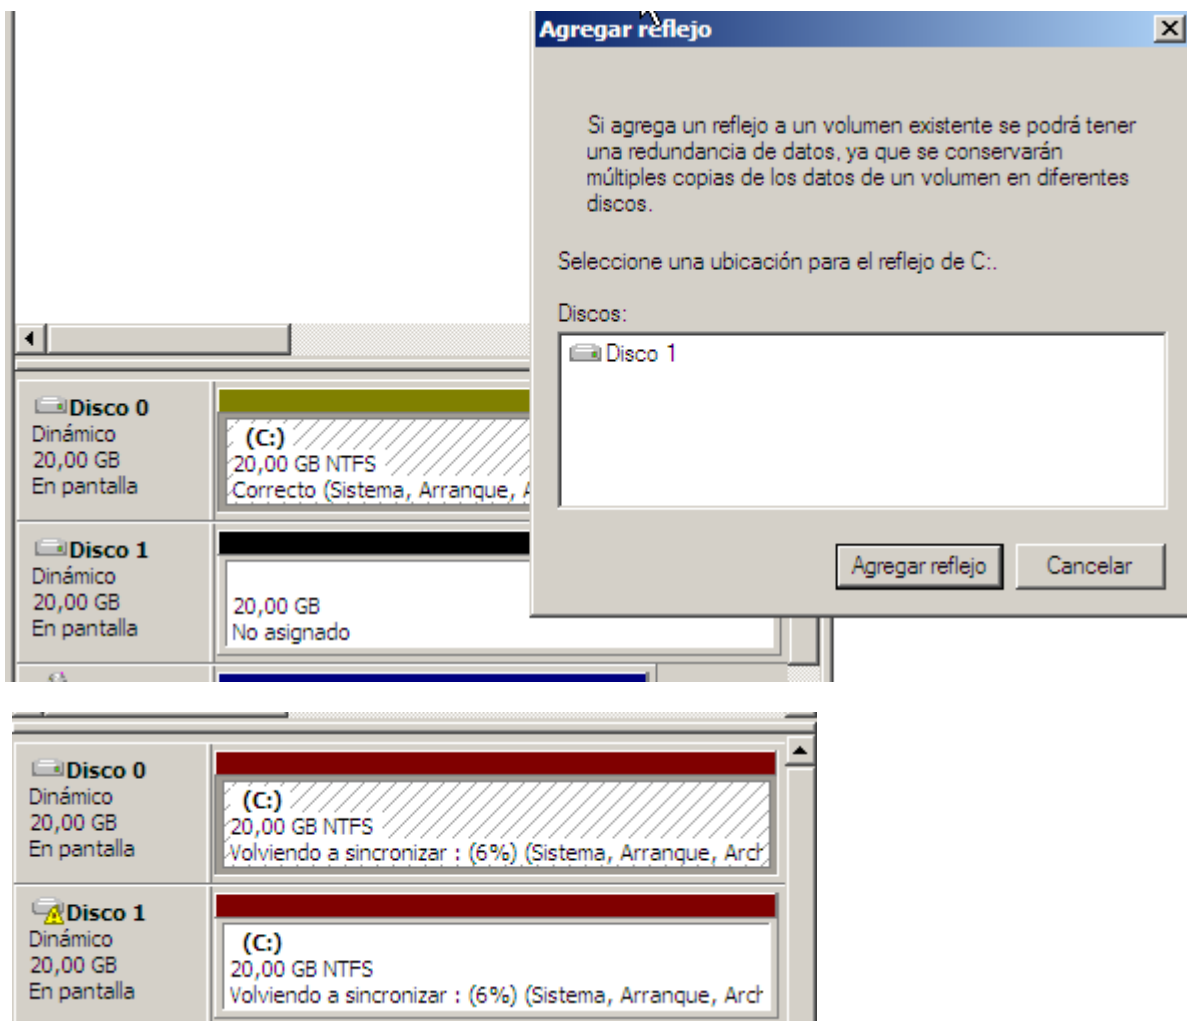 Agregar reflejo
Si agrega un reflejo a un volumen existente se podrá tener
una redundancia de datos, ya que se conservarán
múltiples copias de los datos de un volumen en diferentes
discos.
Seleccione una ubicación para el reflejo de C:.
Discos:
Disco 1
Agregar reflejo
Cancelar
Disco 0
Dinámico
20,00 GB
En pantalla
(C:)
20,00 GB NTFS
Correcto (Sistema, Arranque,
Disco 1
Dinámico
20,00 GB
En pantalla
20,00 GB
No asignado
Disco 0
Dinámico
20,00 GB
En pantalla
(C:)
20,00 GB NTFS
Volviendo a sincronizar : (6%) (Sistema, Arranque, Arch
Disco 1
Dinámico
20,00 GB
En pantalla
(C:)
20,00 GB NTFS
Volviendo a sincronizar : (6%) (Sistema, Arranque, Arch